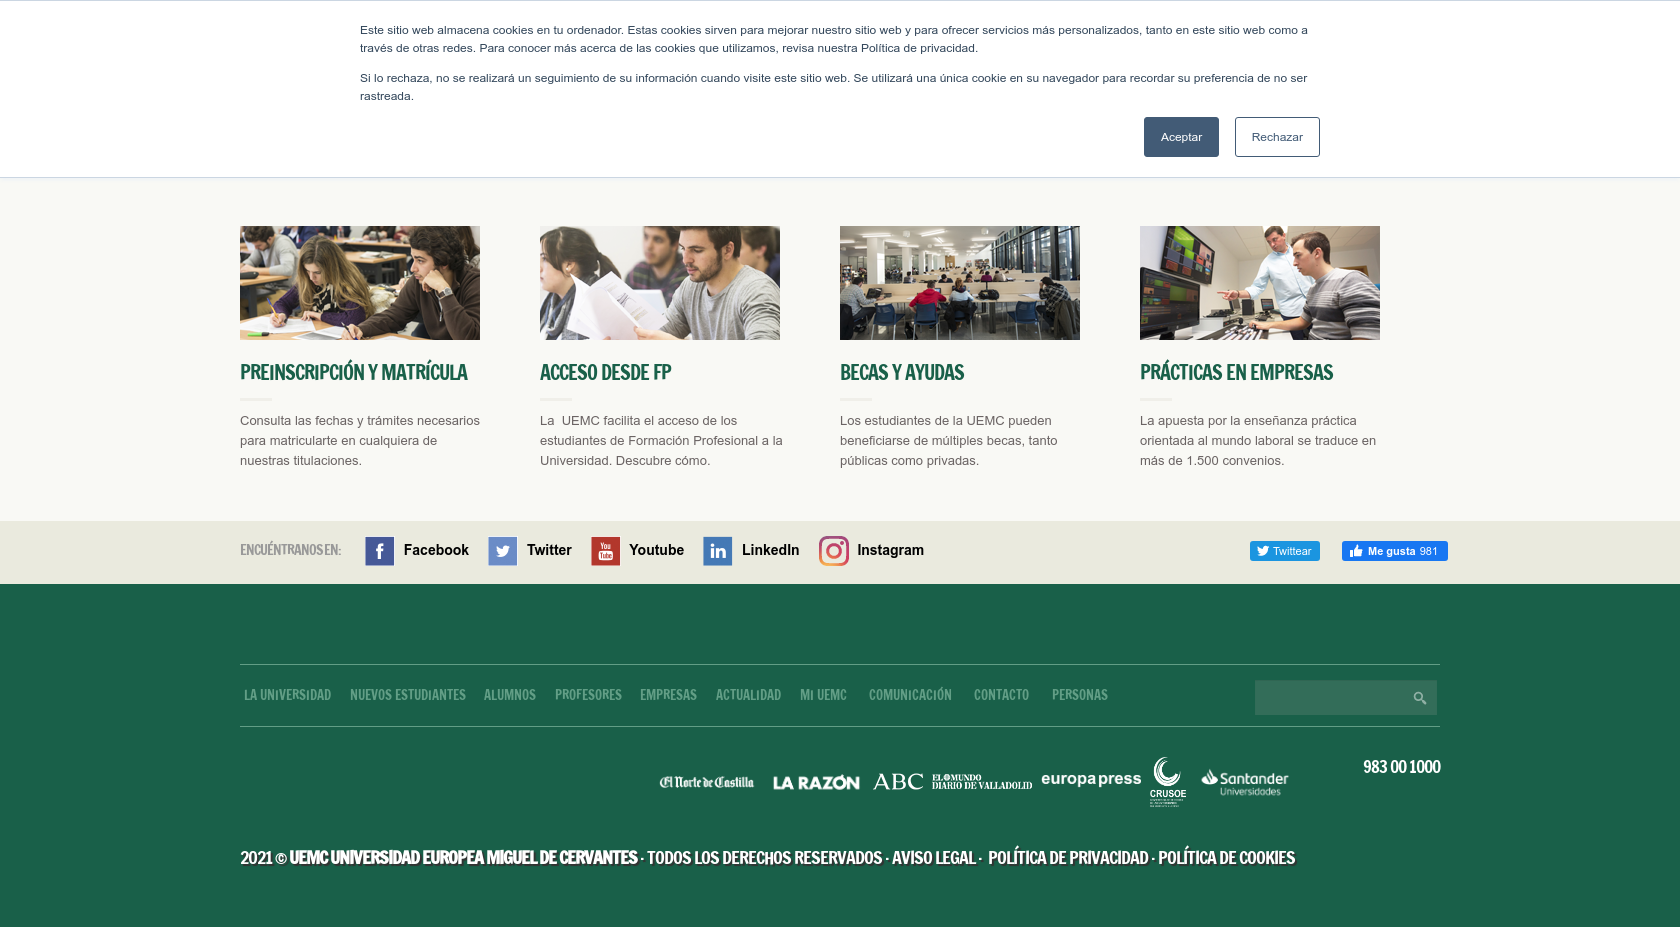 Este sitio web almacena cookies en tu ordenador. Estas cookies sirven para mejorar nuestro sitio web y para ofrecer servicios más personalizados, tanto en este sitio web como a
través de otras redes. Para conocer más acerca de las cookies que utilizamos, revisa nuestra Política de privacidad.
Si lo rechaza, no se realizará un seguimiento de su información cuando visite este sitio web. Se utilizará una única cookie en su navegador para recordar su preferencia de no ser
rastreada.
Aceptar
Rechazar
PREINSCRIPCIÓN Y MATRÍCULA
Consulta las fechas y trámites necesarios
para matricularte en cualquiera de
nuestras titulaciones.
ACCESO DESDE FP
La  UEMC facilita el acceso de los
estudiantes de Formación Profesional a la
Universidad. Descubre cómo.
BECAS Y AYUDAS
Los estudiantes de la UEMC pueden
beneficiarse de múltiples becas, tanto
públicas como privadas.
PRÁCTICAS EN EMPRESAS
La apuesta por la enseñanza práctica
orientada al mundo laboral se traduce en
más de 1.500 convenios.
ENCUÉNTRANOS EN:
Facebook
Twitter
You Tube
Youtube
LinkedIn
Instagram
Twittear
Me gusta 981
LA UNIVERSIDAD NUEVOS ESTUDIANTES ALUMNOS PROFESORES EMPRESAS ACTUALIDAD MI UEMC COMUNICACIÓN CONTACTO PERSONAS
El Norte de Castilla
LA RAZÓN
ABC
EL MUNDO
DIARIO DE VALLADOLID
europa press
CRUSOE
Santander
Universidades
983 00 1000
2021 © UEMC UNIVERSIDAD EUROPEA MIGUEL DE CERVANTES · TODOS LOS DERECHOS RESERVADOS · AVISO LEGAL ·  POLÍTICA DE PRIVACIDAD · POLÍTICA DE COOKIES